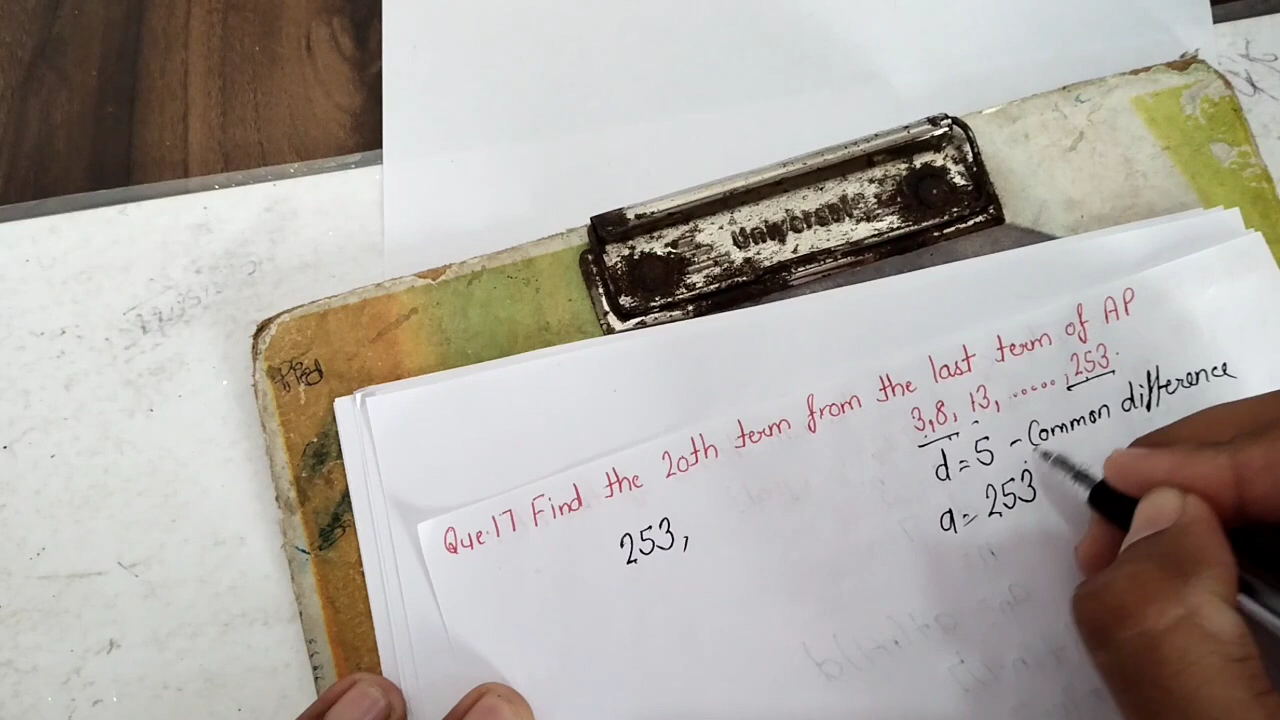 Universal
Que:17 Find the 20th term from the last term of AP
3,8, 13, ......,253.
d=5 - Common difference
a= 253
253,